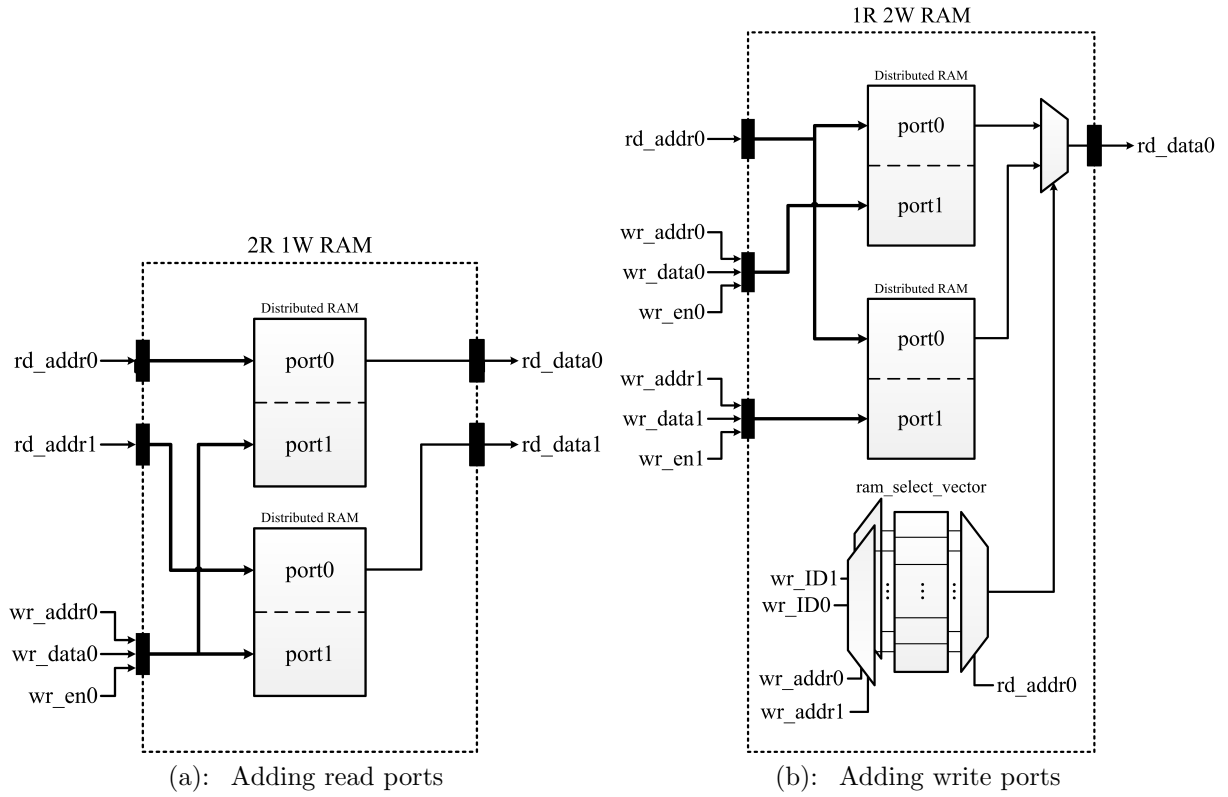 2R 1W RAM
Distributed RAM
rd_addr0
port0
rd_data0
rd_addr1
port1
rd_data1
Distributed RAM
port0
wr_addr0
wr_data0
port1
wr_en0
(a): Adding read ports
1R 2W RAM
Distributed RAM
rd_addr0
port0
rd_data0
port1
wr_addr0
wr_data0
wr_en0
Distributed RAM
port0
wr_addr1
wr_data1
port1
wr_en1
ram_select_vector
wr_ID1
wr_ID0
wr_addr0
rd_addr0
wr_addr1
(b): Adding write ports